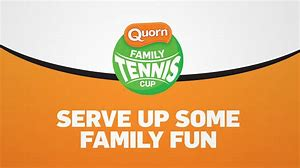 Quorn
FAMILY
TENNIS
CUP
SERVE UP SOME
FAMILY FUN